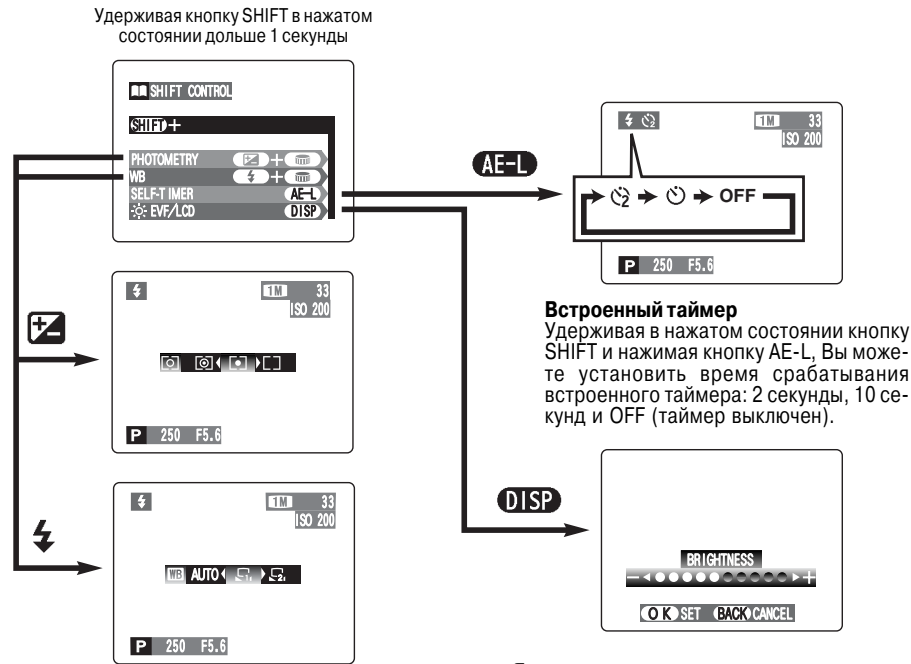 Удерживая кнопку SHIFT в нажатом
состоянии дольше 1 секунды
SHIFT CONTROL
SHIFT+
PHOTOMETRY +
WB +
SELF-TIMER AE-L
EVF/LCD DISP
AE-L
1M 33
ISO 200
2 OFF
P 250 F5.6
1M 33
ISO 200
P 250 F5.6
Встроенный таймер
Удерживая в нажатом состоянии кнопку
SHIFT и нажимая кнопку AE-L, Вы може-
те установить время срабатывания
встроенного таймера: 2 секунды, 10 се-
кунд и OFF (таймер выключен).
1M 33
ISO 200
WB AUTO 1 2
P 250 F5.6
DISP
BRIGHTNESS
− +
OK SET BACK CANCEL